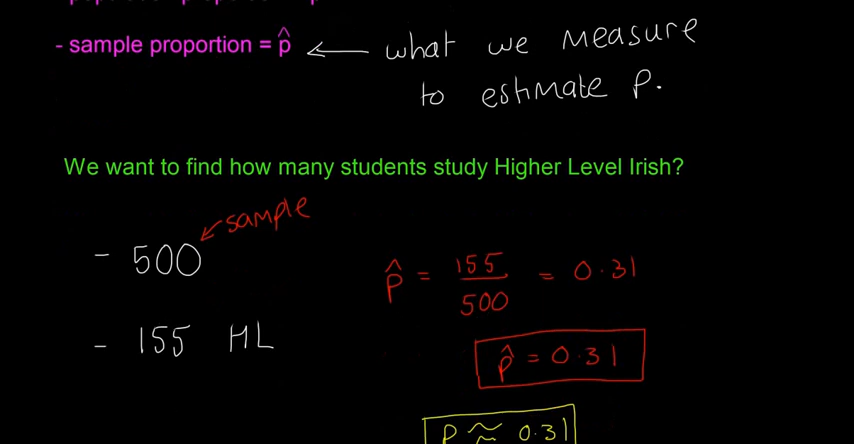 - sample proportion = p̂ ← what we measure
to estimate P.
We want to find how many students study Higher Level Irish?
sample
- 500
p̂ = 155/500 = 0.31
- 155 HL
p̂ = 0.31
P ≈ 0.31